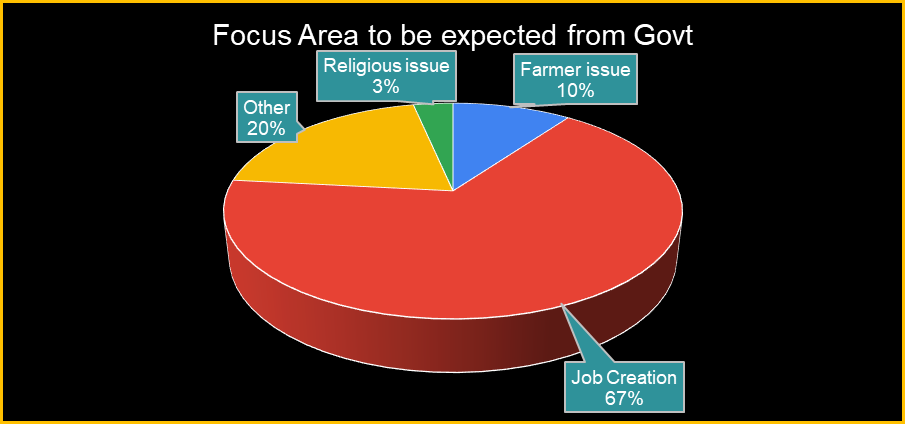 Focus Area to be expected from Govt
Religious issue
3%
Farmer issue
10%
Other
20%
Job Creation
67%